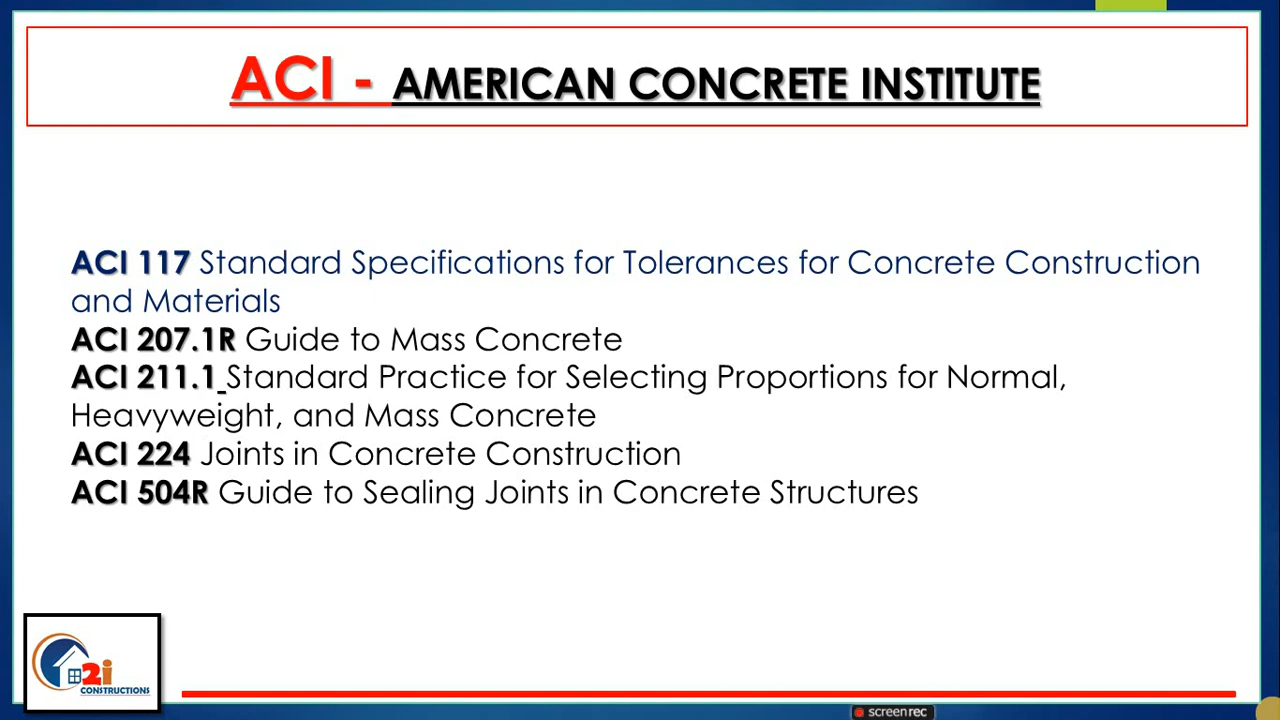 ACI - AMERICAN CONCRETE INSTITUTE
ACI 117 Standard Specifications for Tolerances for Concrete Construction
and Materials
ACI 207.1R Guide to Mass Concrete
ACI 211.1 Standard Practice for Selecting Proportions for Normal,
Heavyweight, and Mass Concrete
ACI 224 Joints in Concrete Construction
ACI 504R Guide to Sealing Joints in Concrete Structures
2i
CONSTRUCTIONS
screenrec